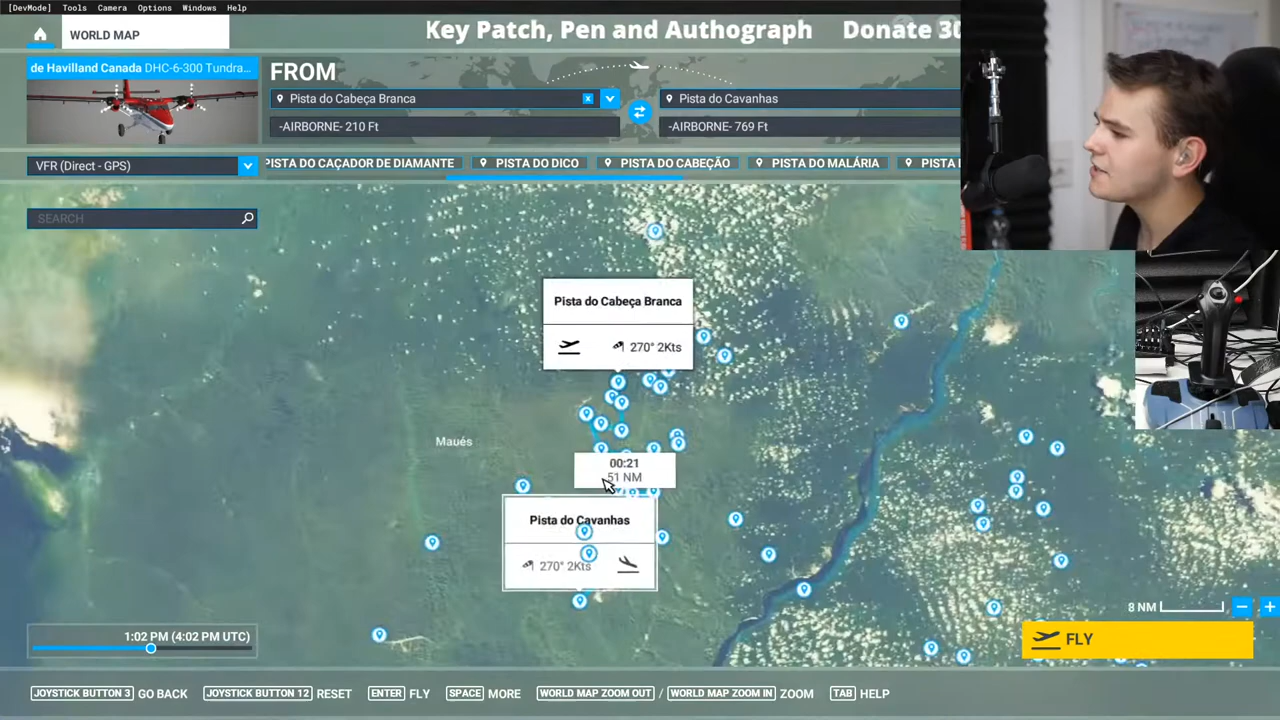 [DevMode] Tools Camera Options Windows Help
WORLD MAP
Key Patch, Pen and Authograph Donate
de Havilland Canada DHC-6-300 Tundra...
FROM
Pista do Cabeça Branca
x
Pista do Cavanhas
-AIRBORNE- 210 Ft
-AIRBORNE- 769 Ft
VFR (Direct - GPS)
PISTA DO CAÇADOR DE DIAMANTE
PISTA DO DICO
PISTA DO CABEÇÃO
PISTA DO MALÁRIA
PISTA
SEARCH
Pista do Cabeça Branca
270° 2Kts
Maués
00:21
51 NM
Pista do Cavanhas
270° 2Kts
8 NM
1:02 PM (4:02 PM UTC)
FLY
JOYSTICK BUTTON 3 GO BACK
JOYSTICK BUTTON 12 RESET
ENTER FLY
SPACE MORE
WORLD MAP ZOOM OUT / WORLD MAP ZOOM IN ZOOM
TAB HELP